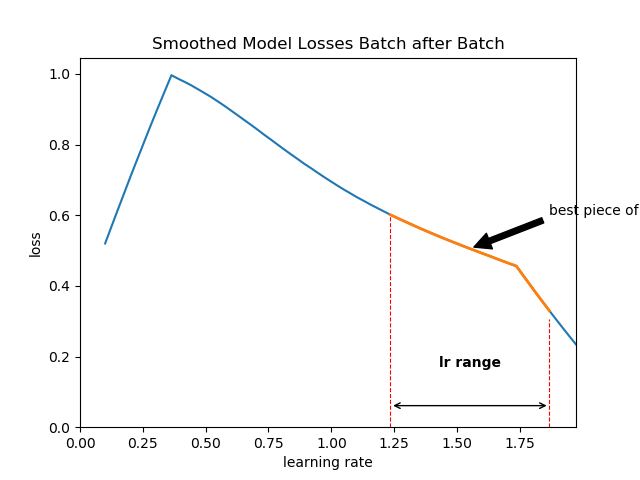 Smoothed Model Losses Batch after Batch
1.0
0.8
0.6
0.4
0.2
0.0
loss
best piece of
lr range
0.00 0.25 0.50 0.75 1.00 1.25 1.50 1.75
learning rate